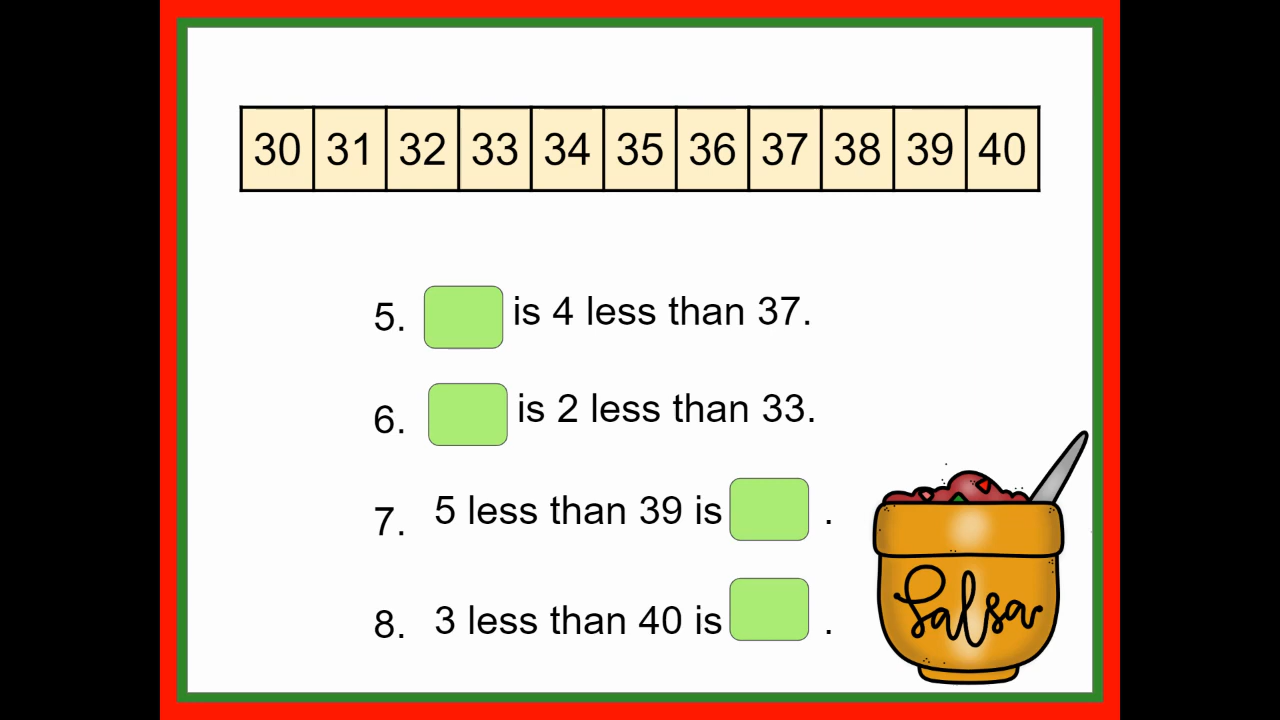 30 31 32 33 34 35 36 37 38 39 40
5. is 4 less than 37.
6. is 2 less than 33.
7. 5 less than 39 is .
8. 3 less than 40 is .
Salsa